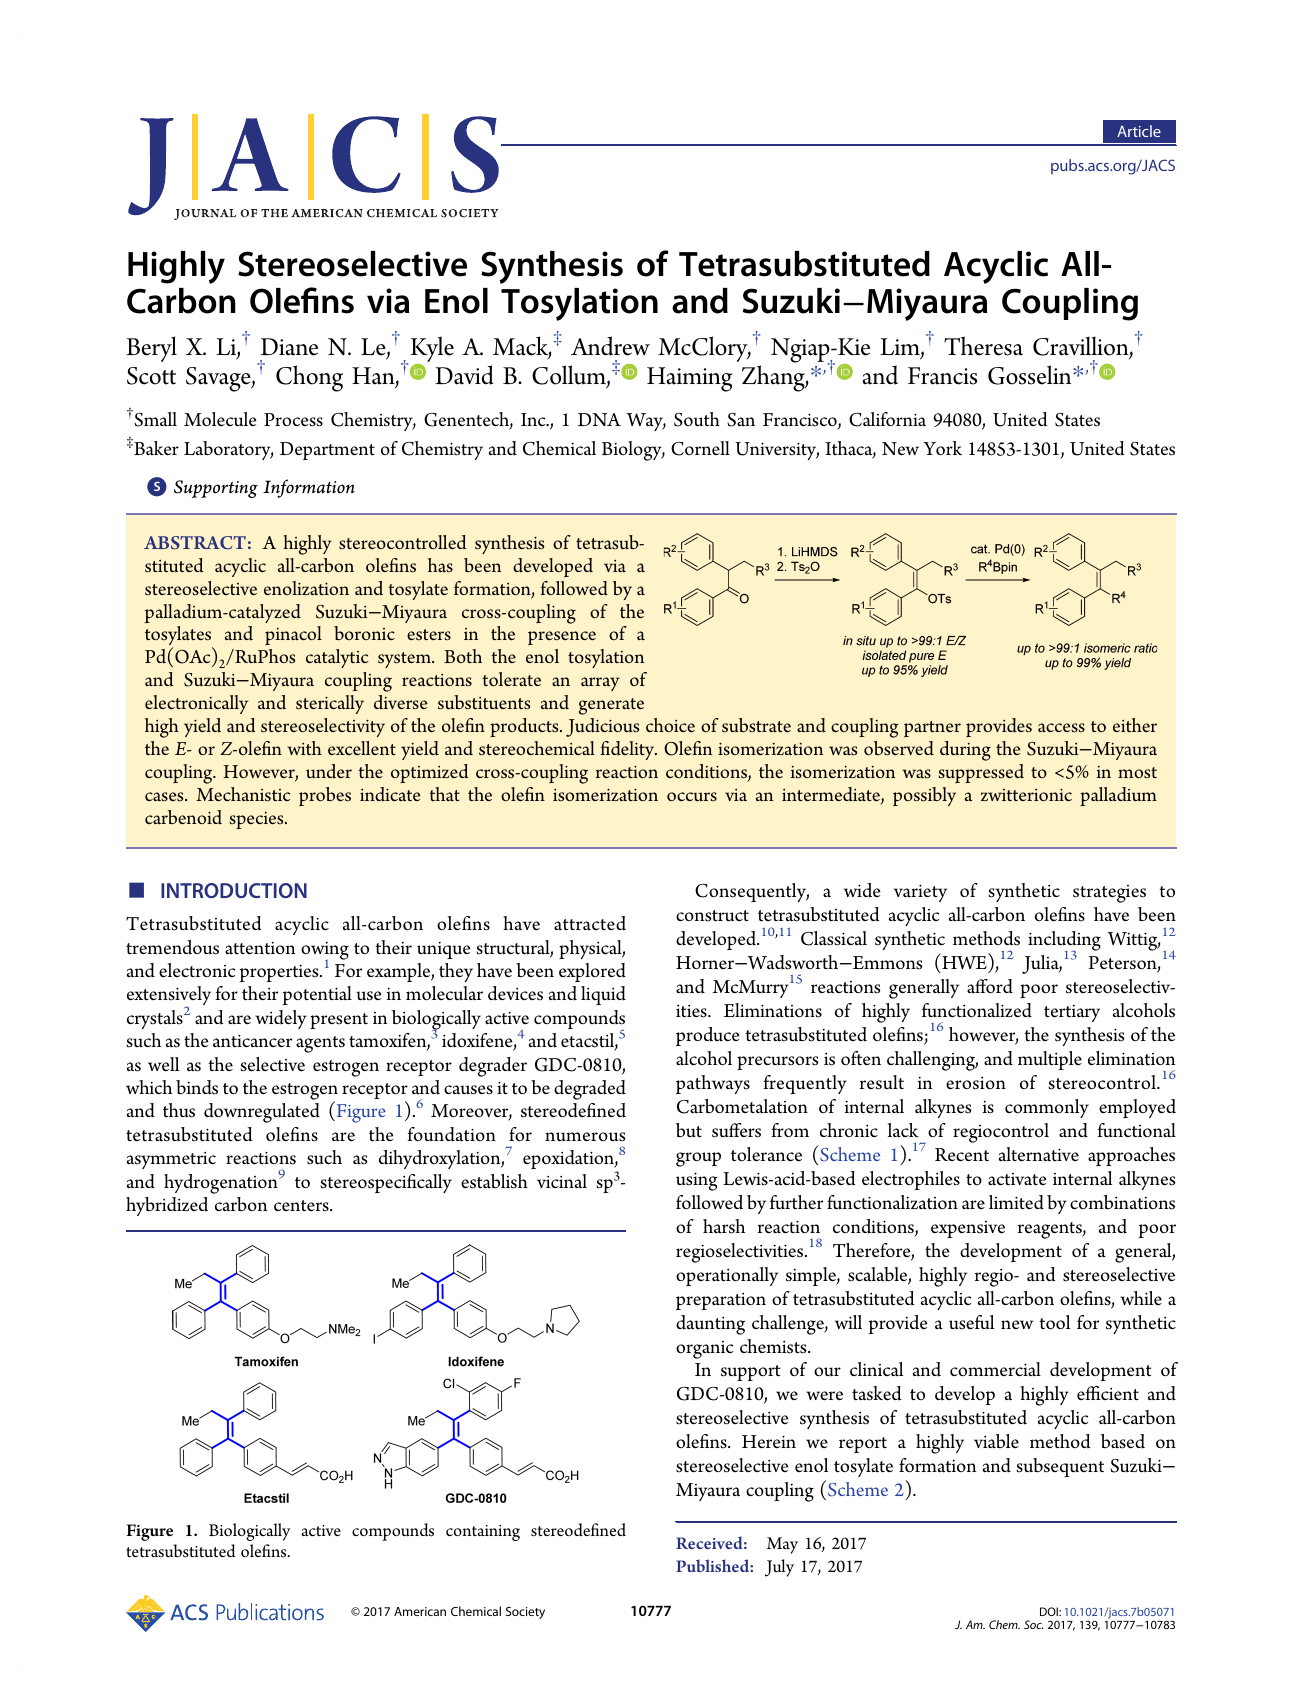 J|A|C|S
JOURNAL OF THE AMERICAN CHEMICAL SOCIETY
Article
pubs.acs.org/JACS
Highly Stereoselective Synthesis of Tetrasubstituted Acyclic All-
Carbon Olefins via Enol Tosylation and Suzuki−Miyaura Coupling
Beryl X. Li,† Diane N. Le,† Kyle A. Mack,‡ Andrew McClory,† Ngiap-Kie Lim,† Theresa Cravillion,†
Scott Savage,† Chong Han,† iD David B. Collum,‡ iD Haiming Zhang,*,† iD and Francis Gosselin*,† iD
†Small Molecule Process Chemistry, Genentech, Inc., 1 DNA Way, South San Francisco, California 94080, United States
‡Baker Laboratory, Department of Chemistry and Chemical Biology, Cornell University, Ithaca, New York 14853-1301, United States
S Supporting Information
ABSTRACT: A highly stereocontrolled synthesis of tetrasub-
stituted acyclic all-carbon olefins has been developed via a
stereoselective enolization and tosylate formation, followed by a
palladium-catalyzed Suzuki−Miyaura cross-coupling of the
tosylates and pinacol boronic esters in the presence of a
Pd(OAc)2/RuPhos catalytic system. Both the enol tosylation
and Suzuki−Miyaura coupling reactions tolerate an array of
electronically and sterically diverse substituents and generate
high yield and stereoselectivity of the olefin products. Judicious choice of substrate and coupling partner provides access to either
the E- or Z-olefin with excellent yield and stereochemical fidelity. Olefin isomerization was observed during the Suzuki−Miyaura
coupling. However, under the optimized cross-coupling reaction conditions, the isomerization was suppressed to <5% in most
cases. Mechanistic probes indicate that the olefin isomerization occurs via an intermediate, possibly a zwitterionic palladium
carbenoid species.
R2
R3
R1
O
1. LiHMDS
2. Ts2O
R2
R3
R1
OTs
in situ up to >99:1 E/Z
isolated pure E
up to 95% yield
cat. Pd(0)
R4Bpin
R2
R3
R1
R4
up to >99:1 isomeric ratio
up to 99% yield
■ INTRODUCTION
Tetrasubstituted acyclic all-carbon olefins have attracted
tremendous attention owing to their unique structural, physical,
and electronic properties.1 For example, they have been explored
extensively for their potential use in molecular devices and liquid
crystals2 and are widely present in biologically active compounds
such as the anticancer agents tamoxifen,3 idoxifene,4 and etacstil,5
as well as the selective estrogen receptor degrader GDC-0810,
which binds to the estrogen receptor and causes it to be degraded
and thus downregulated (Figure 1).6 Moreover, stereodefined
tetrasubstituted olefins are the foundation for numerous
asymmetric reactions such as dihydroxylation,7 epoxidation,8
and hydrogenation9 to stereospecifically establish vicinal sp3-
hybridized carbon centers.
Me
O
NMe2
Tamoxifen
Me
I
O
N
Idoxifene
Me
CO2H
Etacstil
Cl
F
Me
N
N
H
CO2H
GDC-0810
Figure 1. Biologically active compounds containing stereodefined
tetrasubstituted olefins.
Consequently, a wide variety of synthetic strategies to
construct tetrasubstituted acyclic all-carbon olefins have been
developed.10,11 Classical synthetic methods including Wittig,12
Horner−Wadsworth−Emmons (HWE),12 Julia,13 Peterson,14
and McMurry15 reactions generally afford poor stereoselectiv-
ities. Eliminations of highly functionalized tertiary alcohols
produce tetrasubstituted olefins;16 however, the synthesis of the
alcohol precursors is often challenging, and multiple elimination
pathways frequently result in erosion of stereocontrol.16
Carbometalation of internal alkynes is commonly employed
but suffers from chronic lack of regiocontrol and functional
group tolerance (Scheme 1).17 Recent alternative approaches
using Lewis-acid-based electrophiles to activate internal alkynes
followed by further functionalization are limited by combinations
of harsh reaction conditions, expensive reagents, and poor
regioselectivities.18 Therefore, the development of a general,
operationally simple, scalable, highly regio- and stereoselective
preparation of tetrasubstituted acyclic all-carbon olefins, while a
daunting challenge, will provide a useful new tool for synthetic
organic chemists.
In support of our clinical and commercial development of
GDC-0810, we were tasked to develop a highly efficient and
stereoselective synthesis of tetrasubstituted acyclic all-carbon
olefins. Herein we report a highly viable method based on
stereoselective enol tosylate formation and subsequent Suzuki−
Miyaura coupling (Scheme 2).
Received: May 16, 2017
Published: July 17, 2017
ACS Publications
© 2017 American Chemical Society
10777
DOI: 10.1021/jacs.7b05071
J. Am. Chem. Soc. 2017, 139, 10777−10783